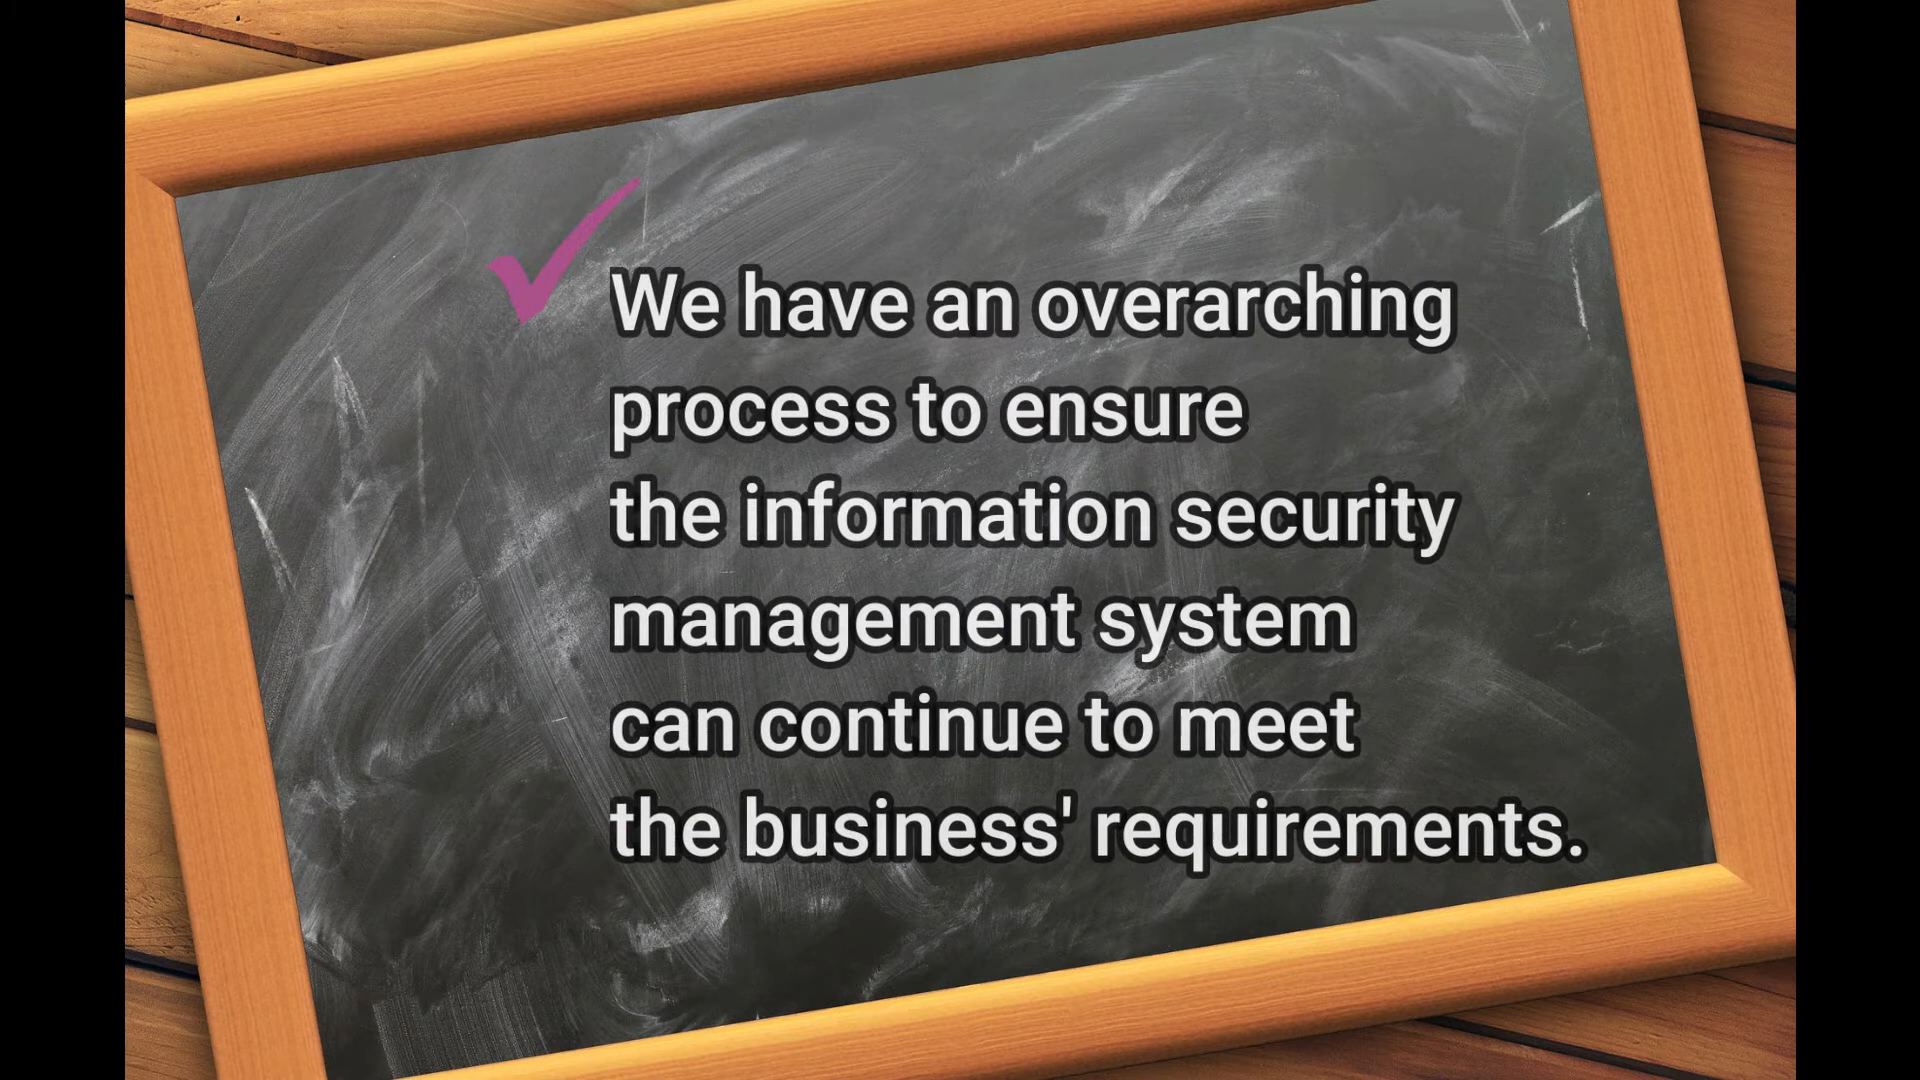 We have an overarching
process to ensure
the information security
management system
can continue to meet
the business' requirements.